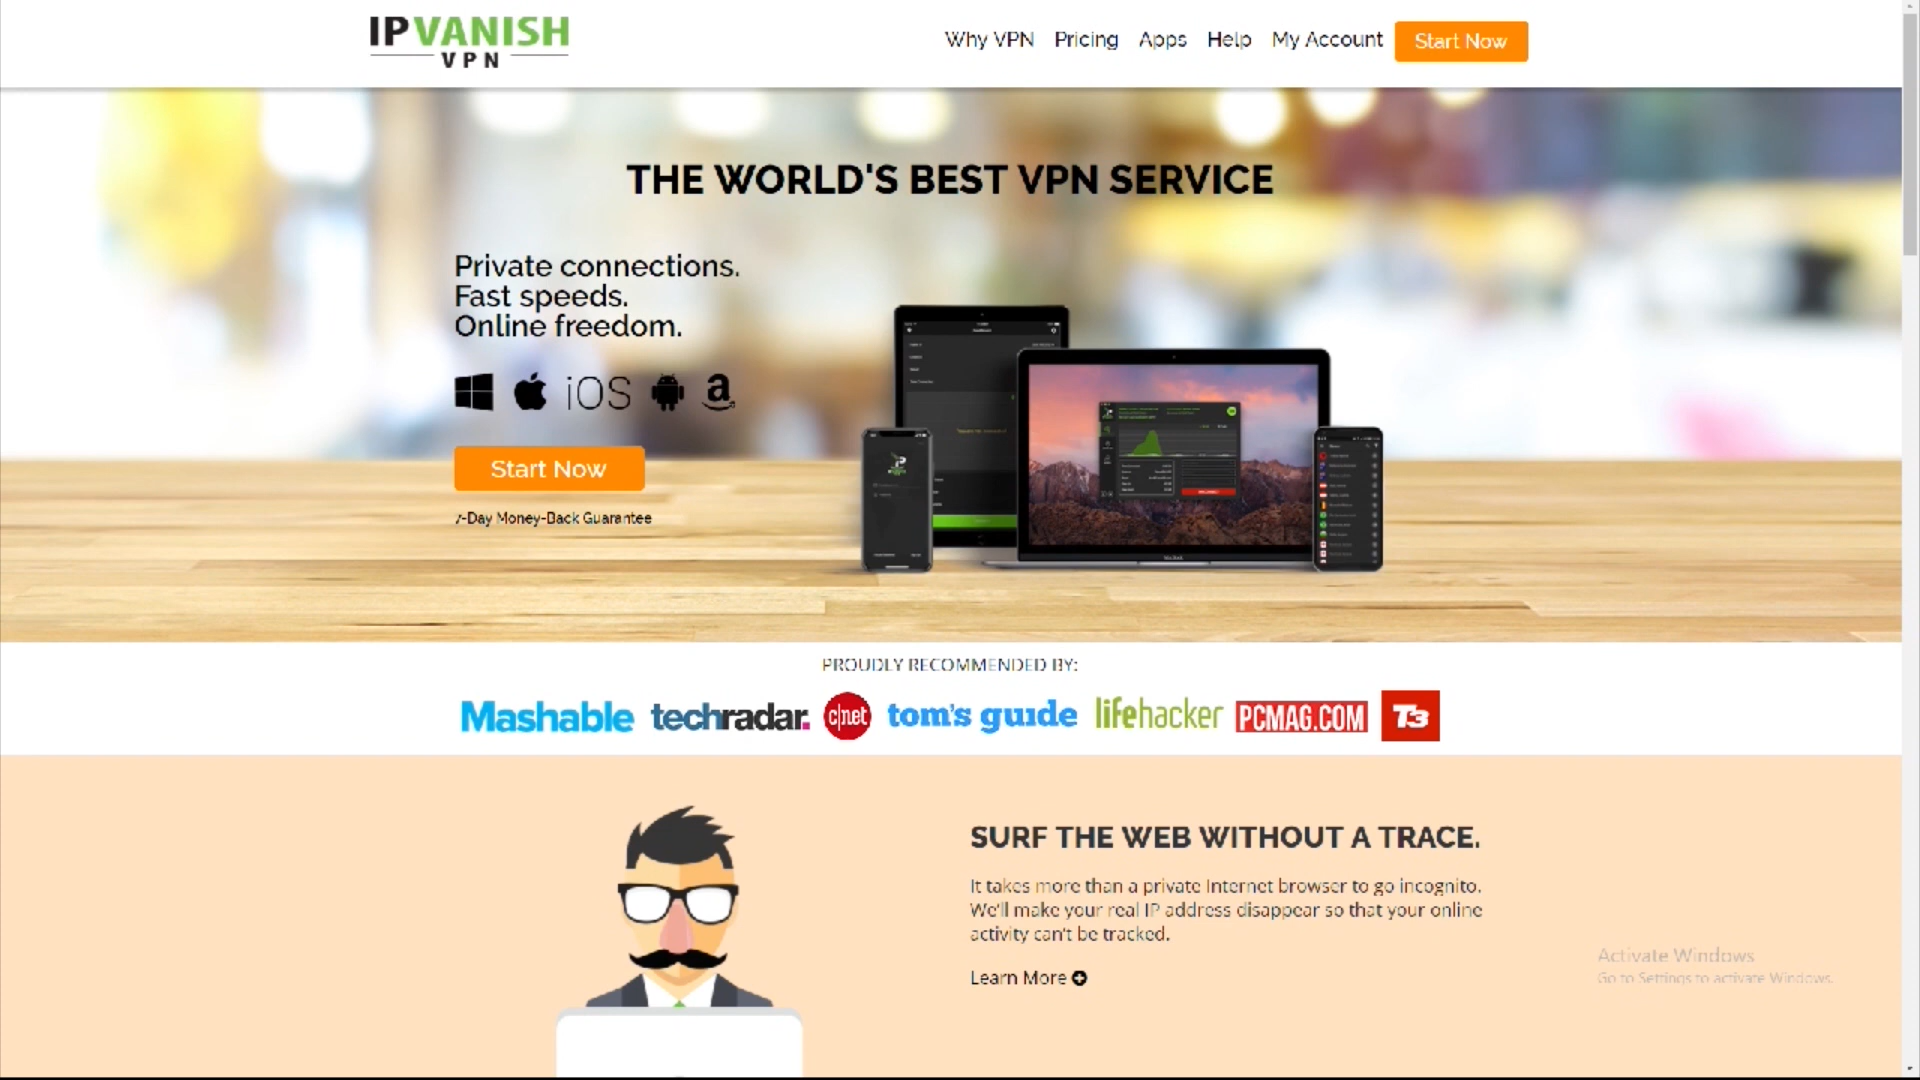 IPVANISH
VPN
Why VPN Pricing Apps Help My Account Start Now
THE WORLD'S BEST VPN SERVICE
Private connections.
Fast speeds.
Online freedom.
iOS
Start Now
7-Day Money-Back Guarantee
PROUDLY RECOMMENDED BY:
Mashable techradar. c|net tom's guide lifehacker PCMAG.COM T3
SURF THE WEB WITHOUT A TRACE.
It takes more than a private Internet browser to go incognito.
We'll make your real IP address disappear so that your online
activity can't be tracked.
Learn More
Activate Windows
Go to Settings to activate Windows.